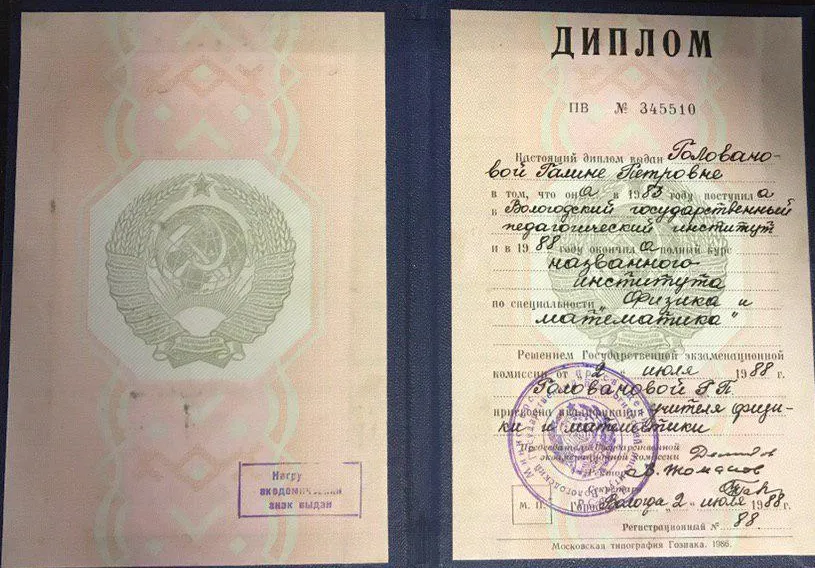 ДИПЛОМ
ПВ № 345510
Настоящий диплом выдан Головано-
вой Галине Петровне
в том, что она в 1983 году поступила
в Вологодский государственный
педагогический институт
и в 1988 году окончила полный курс
названного
института
по специальности „Физика и
математика"
Решением Государственной экзаменационной
комиссии от „2" июля 1988 г.
Головановой Г П
присвоена квалификация учителя физи-
ки и математики
Председатель Государственной
экзаменационной комиссии
Ректор
Секретарь
М. П. Город Вологда 2 июля 1988 г.
Регистрационный № 88.
Московская типография Гознака. 1986.
знак выдан